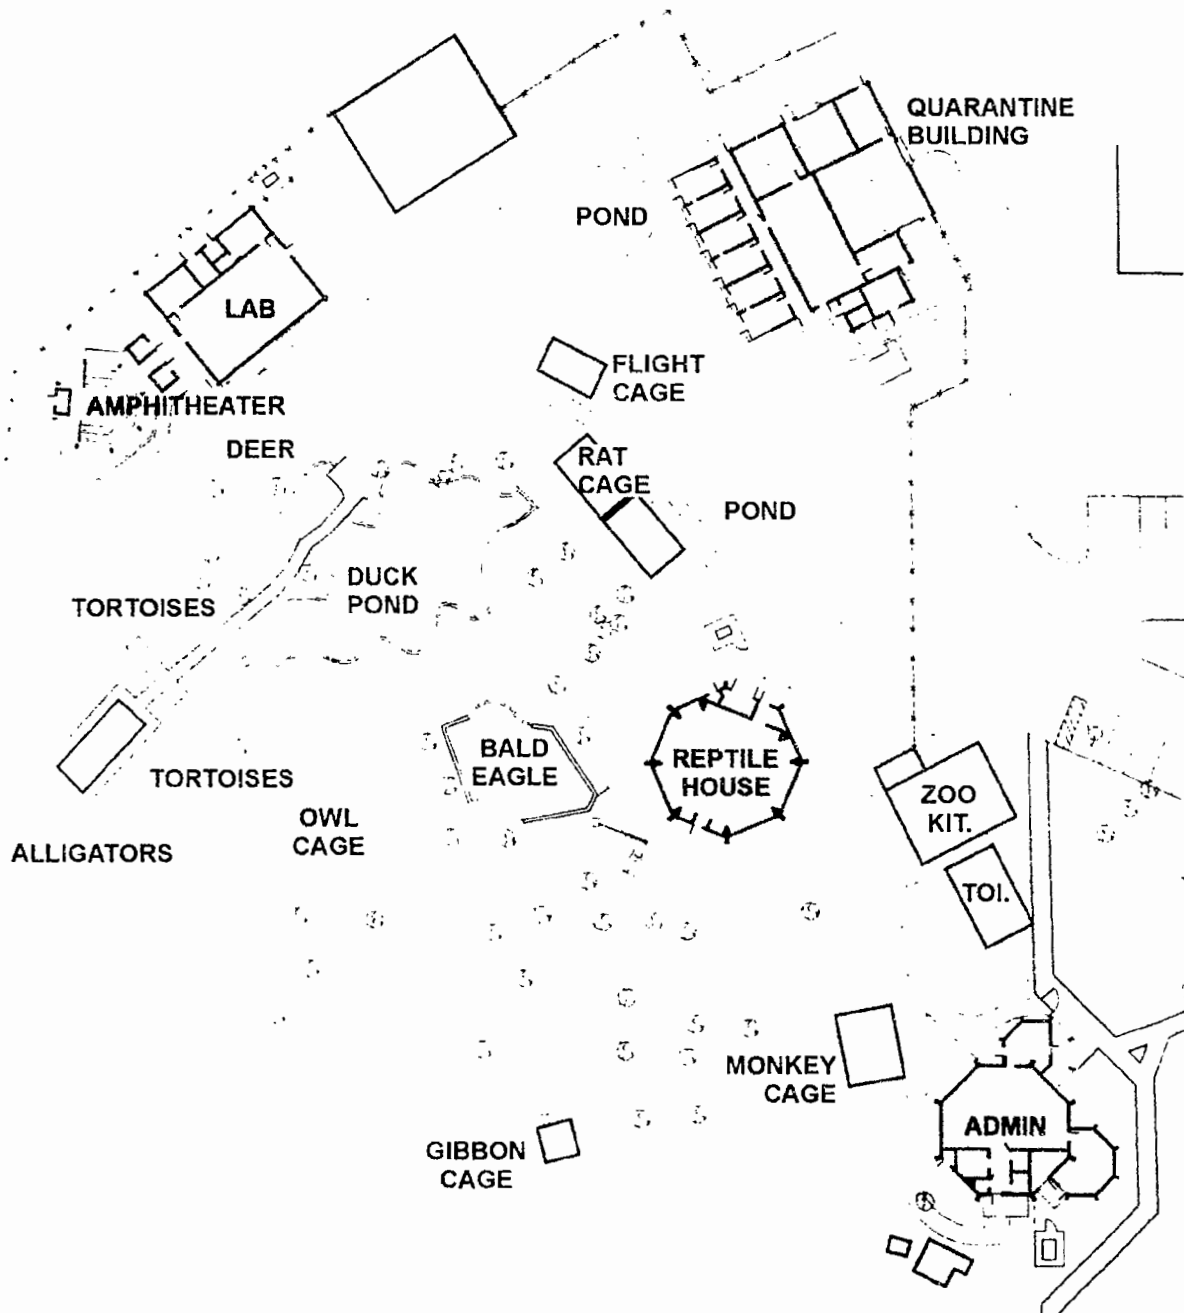 QUARANTINE
BUILDING
POND
LAB
FLIGHT
CAGE
AMPHITHEATER
DEER
RAT
CAGE
POND
DUCK
POND
TORTOISES
BALD
EAGLE
REPTILE
HOUSE
TORTOISES
ZOO
KIT.
OWL
CAGE
ALLIGATORS
TOI.
MONKEY
CAGE
ADMIN
GIBBON
CAGE